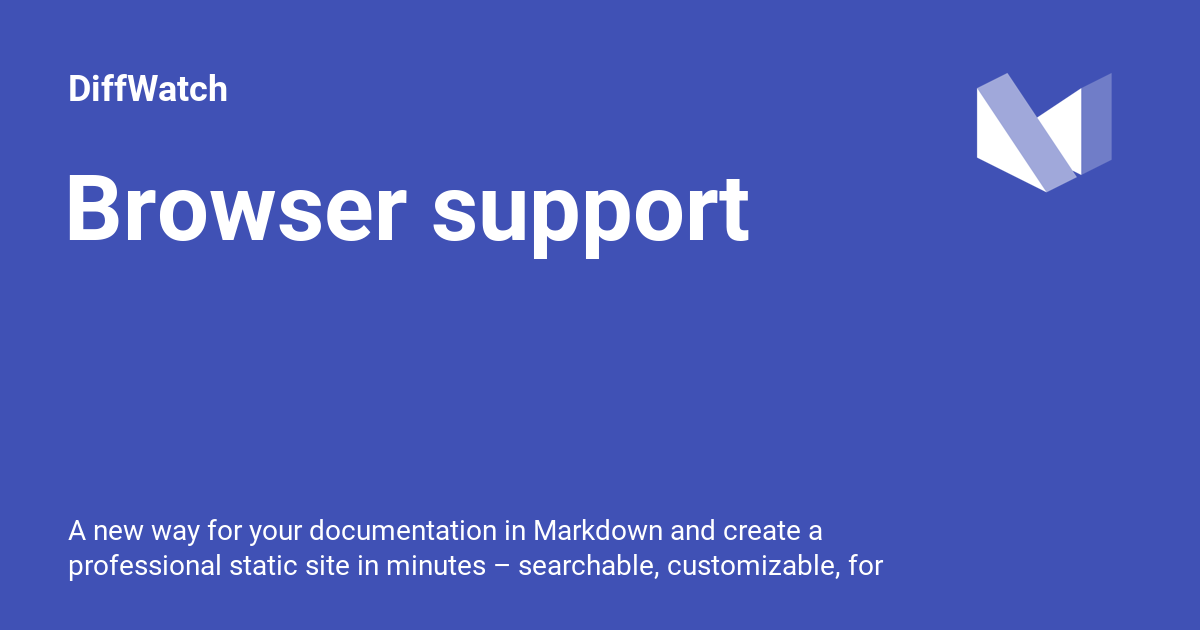 DiffWatch
Browser support
A new way for your documentation in Markdown and create a
professional static site in minutes – searchable, customizable, for